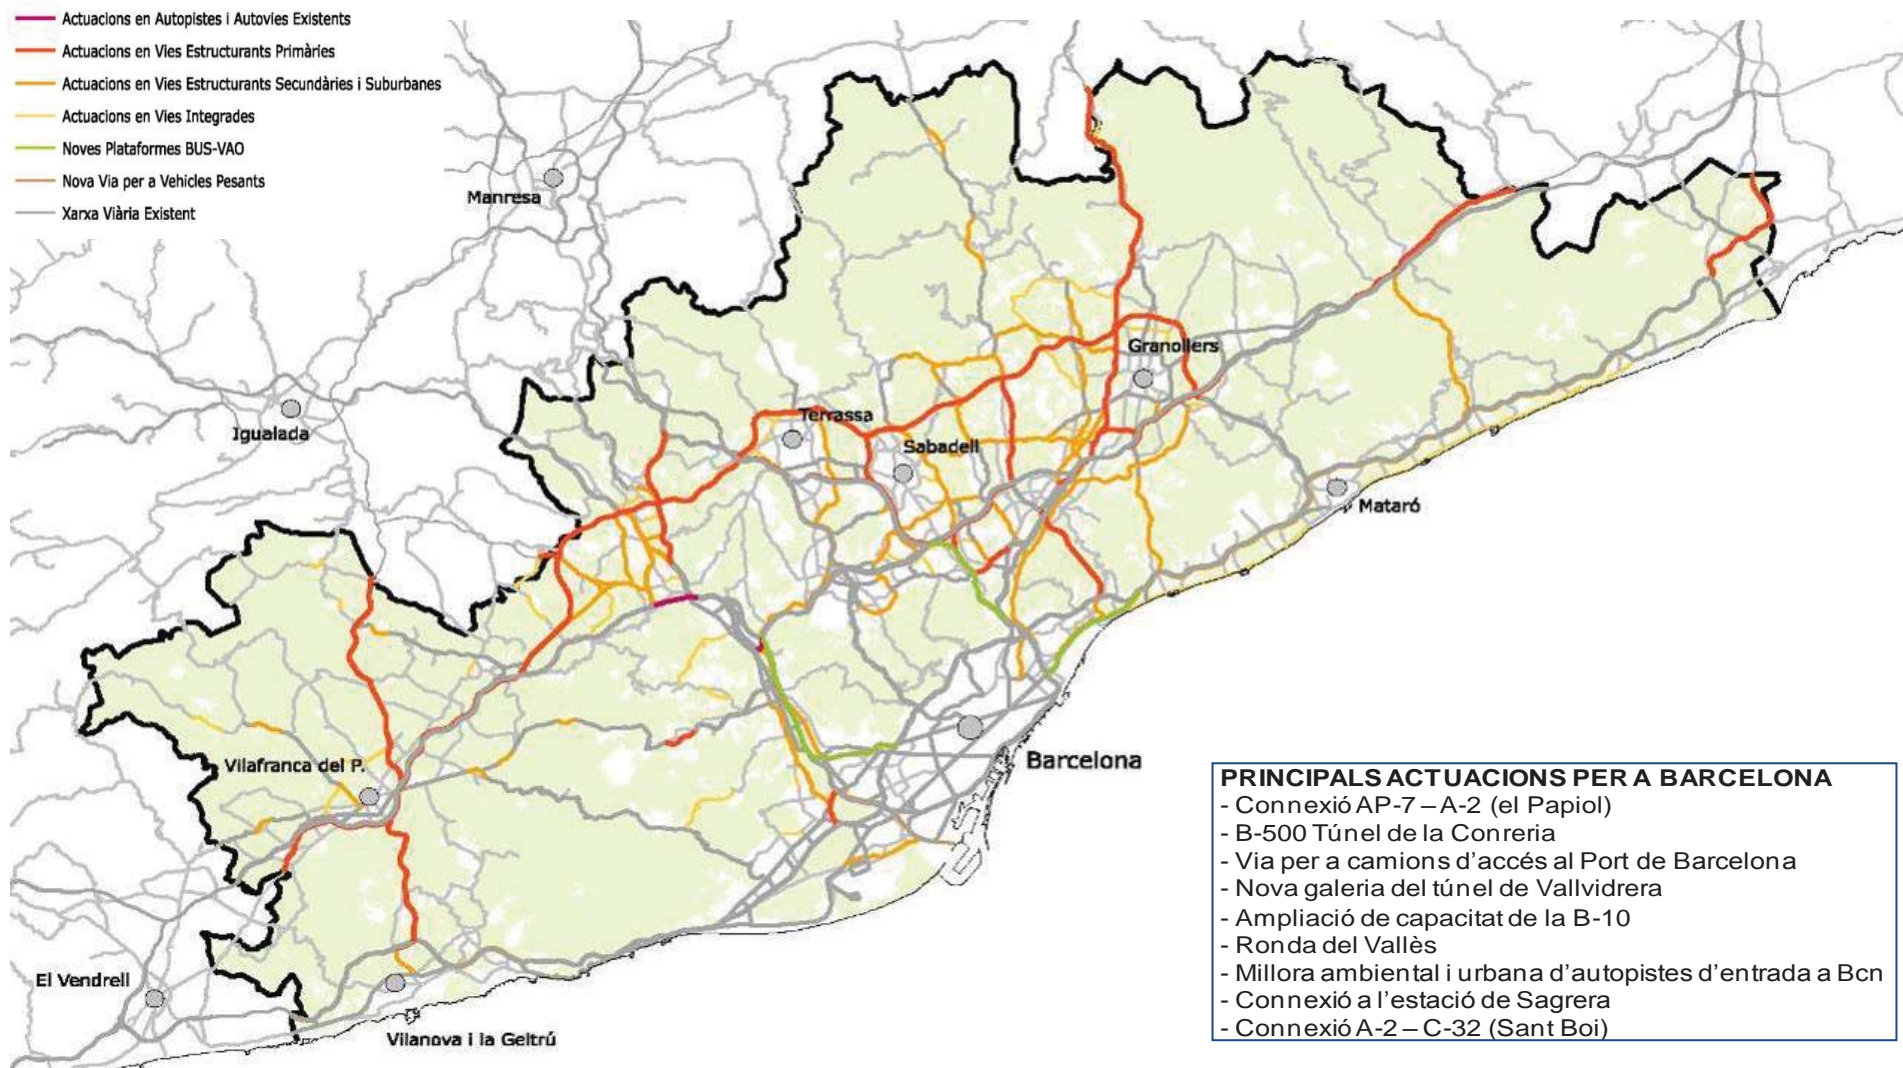 Actuacions en Autopistes i Autovies Existents
Actuacions en Vies Estructurants Primàries
Actuacions en Vies Estructurants Secundàries i Suburbanes
Actuacions en Vies Integrades
Noves Plataformes BUS-VAO
Nova Via per a Vehicles Pesants
Xarxa Viària Existent
Manresa
Igualada
Granollers
Terrassa
Sabadell
Mataró
Vilafranca del P.
Barcelona
El Vendrell
Vilanova i la Geltrú
PRINCIPALS ACTUACIONS PER A BARCELONA
- Connexió AP-7 – A-2 (el Papiol)
- B-500 Túnel de la Conreria
- Via per a camions d'accés al Port de Barcelona
- Nova galeria del túnel de Vallvidrera
- Ampliació de capacitat de la B-10
- Ronda del Vallès
- Millora ambiental i urbana d'autopistes d'entrada a Bcn
- Connexió a l'estació de Sagrera
- Connexió A-2 – C-32 (Sant Boi)